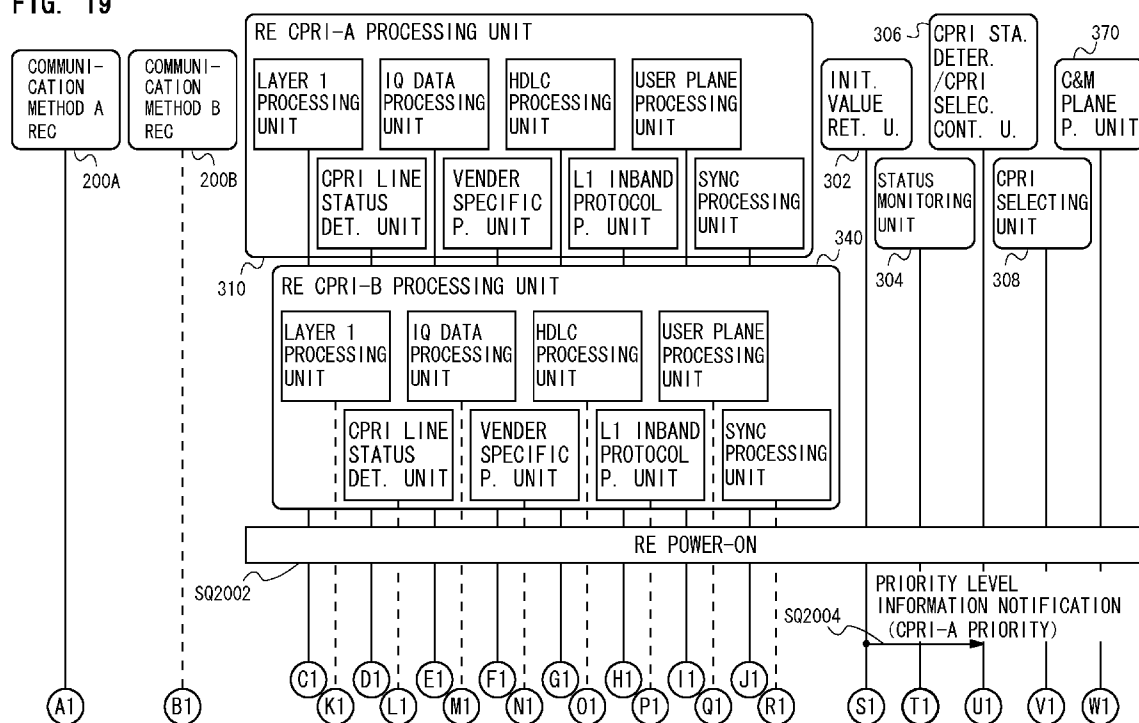 FIG. 19
COMMUNI-
CATION
METHOD A
REC
200A
COMMUNI-
CATION
METHOD B
REC
200B
RE CPRI-A PROCESSING UNIT
LAYER 1
PROCESSING
UNIT
IQ DATA
PROCESSING
UNIT
HDLC
PROCESSING
UNIT
USER PLANE
PROCESSING
UNIT
CPRI LINE
STATUS
DET. UNIT
VENDER
SPECIFIC
P. UNIT
L1 INBAND
PROTOCOL
P. UNIT
SYNC
PROCESSING
UNIT
310
RE CPRI-B PROCESSING UNIT
340
LAYER 1
PROCESSING
UNIT
IQ DATA
PROCESSING
UNIT
HDLC
PROCESSING
UNIT
USER PLANE
PROCESSING
UNIT
CPRI LINE
STATUS
DET. UNIT
VENDER
SPECIFIC
P. UNIT
L1 INBAND
PROTOCOL
P. UNIT
SYNC
PROCESSING
UNIT
INIT.
VALUE
RET. U.
302
STATUS
MONITORING
UNIT
304
306
CPRI STA.
DETER.
/CPRI
SELEC.
CONT. U.
CPRI
SELECTING
UNIT
308
370
C&M
PLANE
P. UNIT
RE POWER-ON
SQ2002
PRIORITY LEVEL
INFORMATION NOTIFICATION
(CPRI-A PRIORITY)
SQ2004
C1 D1 E1 F1 G1 H1 I1 J1
A1 B1 K1 L1 M1 N1 O1 P1 Q1 R1 S1 T1 U1 V1 W1